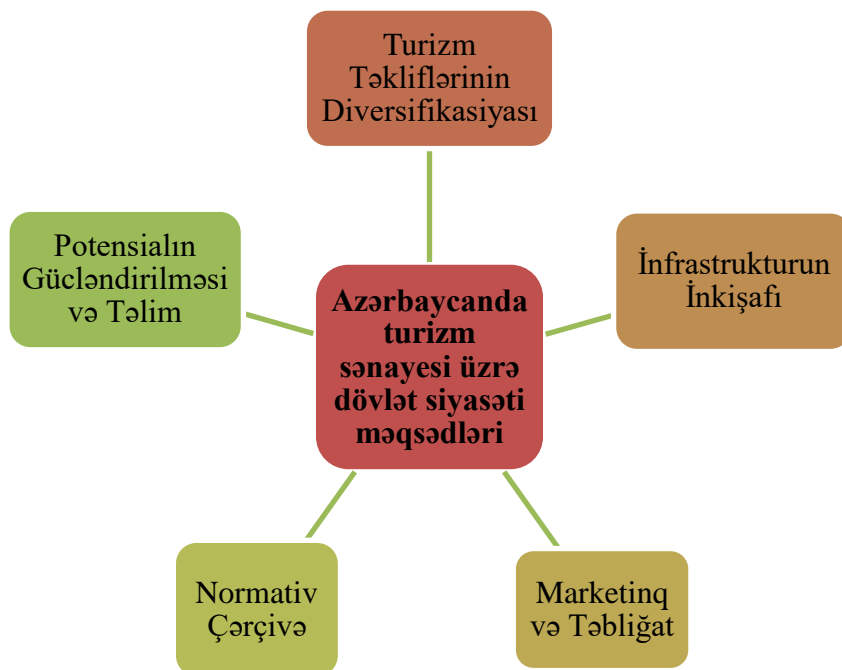 Turizm
Təkliflərinin
Diversifikasiyası
Potensialın
Gücləndirilməsi
və Təlim
İnfrastrukturun
İnkişafı
Azərbaycanda
turizm
sənayesi üzrə
dövlət siyasəti
məqsədləri
Normativ
Çərçivə
Marketinq
və Təbliğat